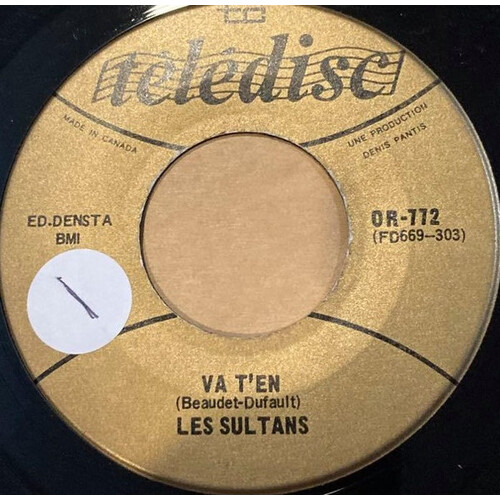 télédisc
MADE IN CANADA
UNE PRODUCTION
DENIS PANTIS
ED.DENSTA
BMI
OR-772
(FD669-303)
VA T'EN
(Beaudet-Dufault)
LES SULTANS